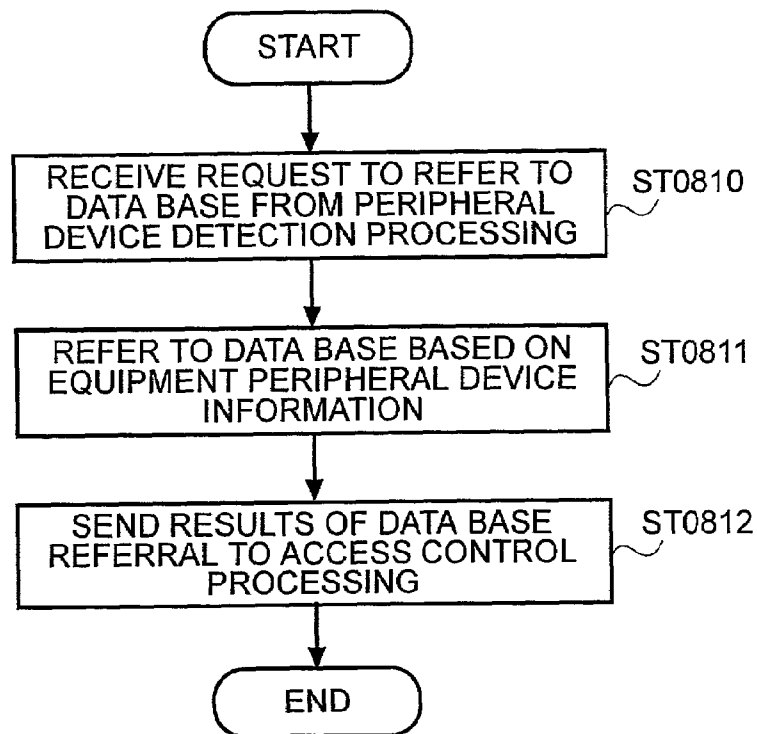 START
RECEIVE REQUEST TO REFER TO
DATA BASE FROM PERIPHERAL
DEVICE DETECTION PROCESSING
ST0810
REFER TO DATA BASE BASED ON
EQUIPMENT PERIPHERAL DEVICE
INFORMATION
ST0811
SEND RESULTS OF DATA BASE
REFERRAL TO ACCESS CONTROL
PROCESSING
ST0812
END